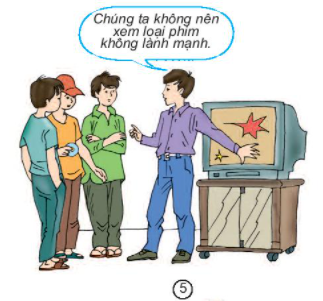 Chúng ta không nên
xem loại phim
không lành mạnh.
5